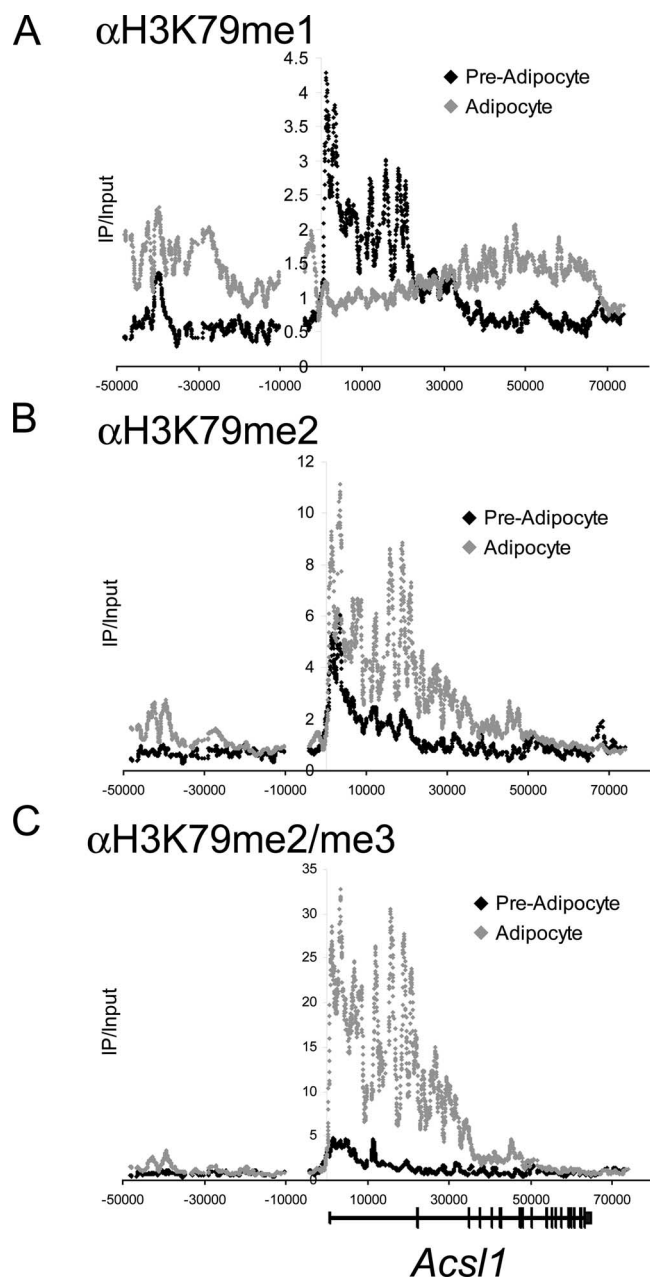 A
αH3K79me1
4.5
4
3.5
3
2.5
2
1.5
1
0.5
0
IP/Input
Pre-Adipocyte
Adipocyte
-50000 -30000 -10000 10000 30000 50000 70000
B
αH3K79me2
12
10
8
6
4
2
0
IP/Input
Pre-Adipocyte
Adipocyte
-50000 -30000 -10000 10000 30000 50000 70000
C
αH3K79me2/me3
35
30
25
20
15
10
5
0
IP/Input
Pre-Adipocyte
Adipocyte
-50000 -30000 -10000 10000 30000 50000 70000
Acsl1